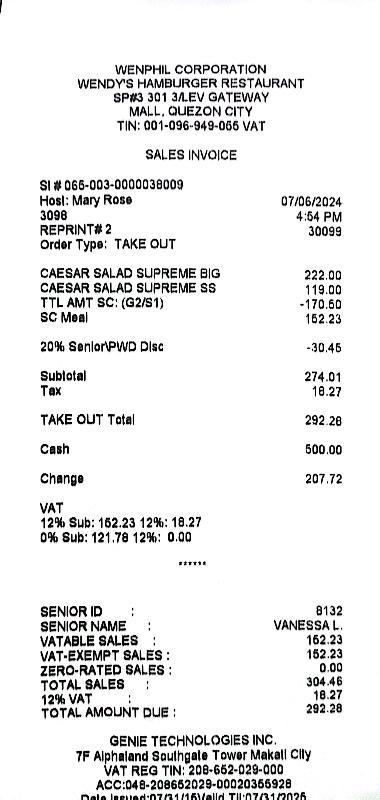 WENPHIL CORPORATION
WENDY'S HAMBURGER RESTAURANT
SP#3 301 3/LEV GATEWAY
MALL, QUEZON CITY
TIN: 001-096-949-066 VAT
SALES INVOICE
SI # 066-003-0000038009
Host: Mary Rose 07/06/2024
3098 4:54 PM
REPRINT# 2 30099
Order Type: TAKE OUT
CAESAR SALAD SUPREME BIG 222.00
CAESAR SALAD SUPREME SS 119.00
TTL AMT SC: (G2/S1) -170.50
SC Meal 152.23
20% Senior\PWD Disc -30.45
Subtotal 274.01
Tax 18.27
TAKE OUT Total 292.28
Cash 500.00
Change 207.72
VAT
12% Sub: 152.23 12%: 18.27
0% Sub: 121.78 12%: 0.00
******
SENIOR ID : 8132
SENIOR NAME : VANESSA L.
VATABLE SALES : 152.23
VAT-EXEMPT SALES : 152.23
ZERO-RATED SALES : 0.00
TOTAL SALES : 304.46
12% VAT : 18.27
TOTAL AMOUNT DUE : 292.28
GENIE TECHNOLOGIES INC.
7F Alphaland Southgate Tower Makati City
VAT REG TIN: 208-652-029-000
ACC:048-208652029-00020355928
Date Issued:07/31/15Valid Til:07/31/2025